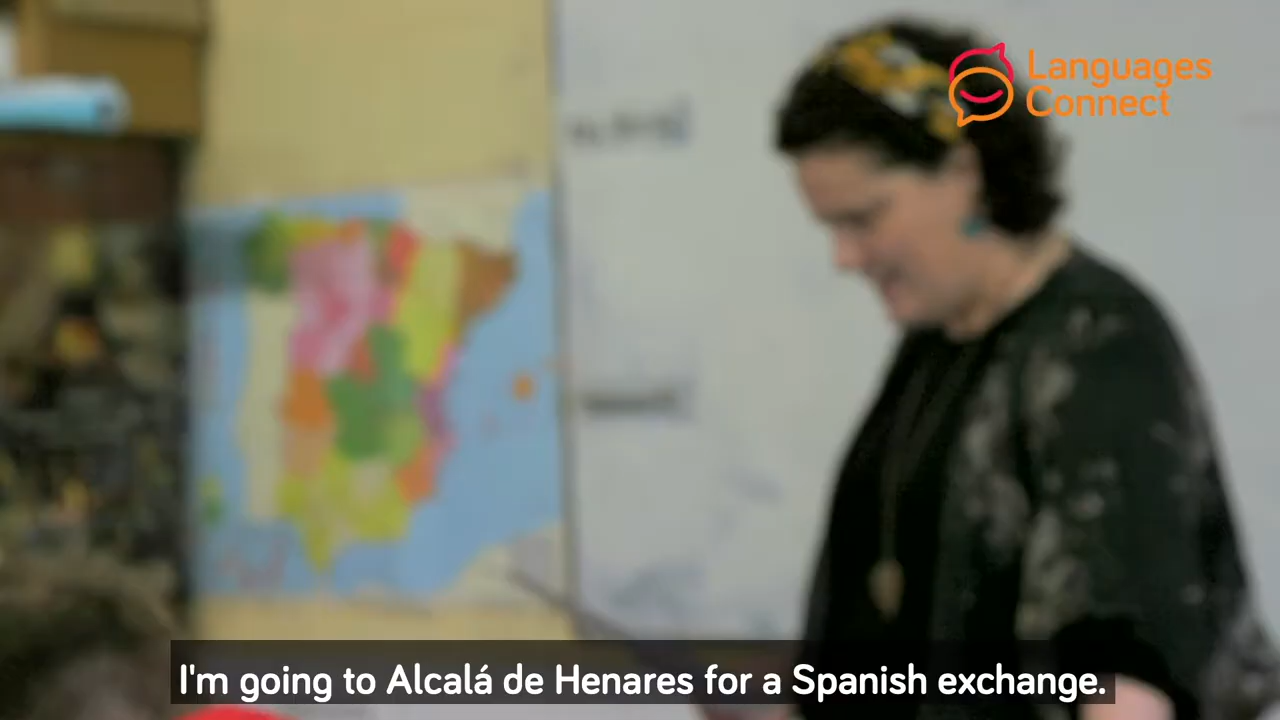 Languages
Connect
I'm going to Alcalá de Henares for a Spanish exchange.